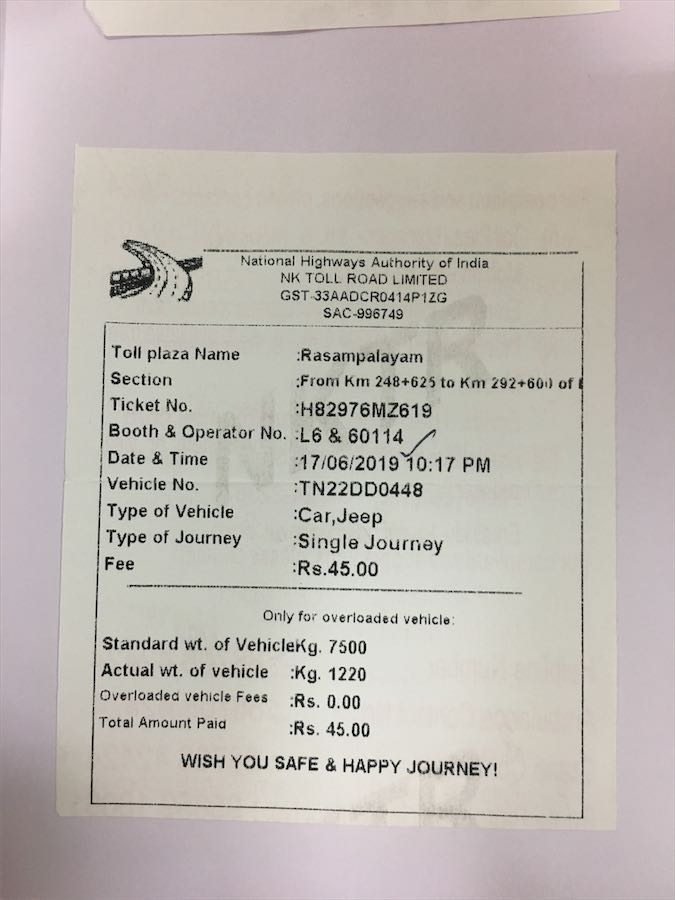 National Highways Authority of India
NK TOLL ROAD LIMITED
GST-33AADCR0414P1ZG
SAC-996749
Toll plaza Name :Rasampalayam
Section :From Km 248+625 to Km 292+600 of
Ticket No. :H82976MZ619
Booth & Operator No. :L6 & 60114
Date & Time :17/06/2019 10:17 PM
Vehicle No. :TN22DD0448
Type of Vehicle :Car,Jeep
Type of Journey :Single Journey
Fee :Rs.45.00
Only for overloaded vehicle:
Standard wt. of VehicleKg. 7500
Actual wt. of vehicle :Kg. 1220
Overloaded vehicle Fees :Rs. 0.00
Total Amount Paid :Rs. 45.00
WISH YOU SAFE & HAPPY JOURNEY!